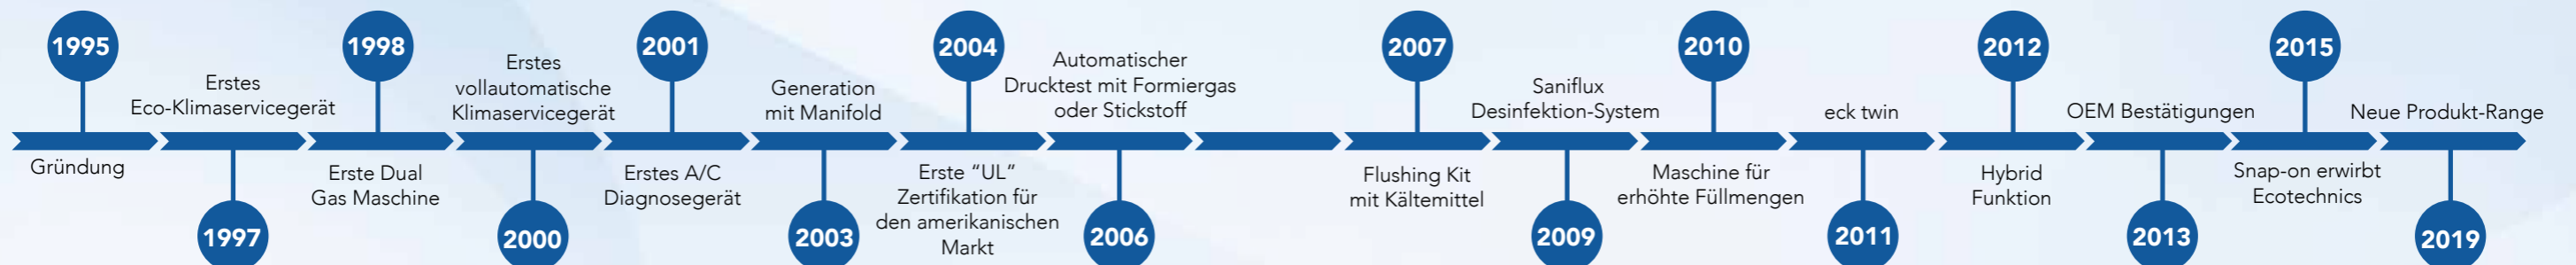 1995
Gründung
Erstes
Eco-Klimaservicegerät
1997
1998
Erste Dual
Gas Maschine
Erstes
vollautomatische
Klimaservicegerät
2000
2001
Erstes A/C
Diagnosegerät
Generation
mit Manifold
2003
2004
Erste “UL”
Zertifikation für
den amerikanischen
Markt
Automatischer
Drucktest mit Formiergas
oder Stickstoff
2006
2007
Flushing Kit
mit Kältemittel
Saniflux
Desinfektion-System
2009
2010
Maschine für
erhöhte Füllmengen
eck twin
2011
2012
Hybrid
Funktion
OEM Bestätigungen
2013
2015
Snap-on erwirbt
Ecotechnics
Neue Produkt-Range
2019